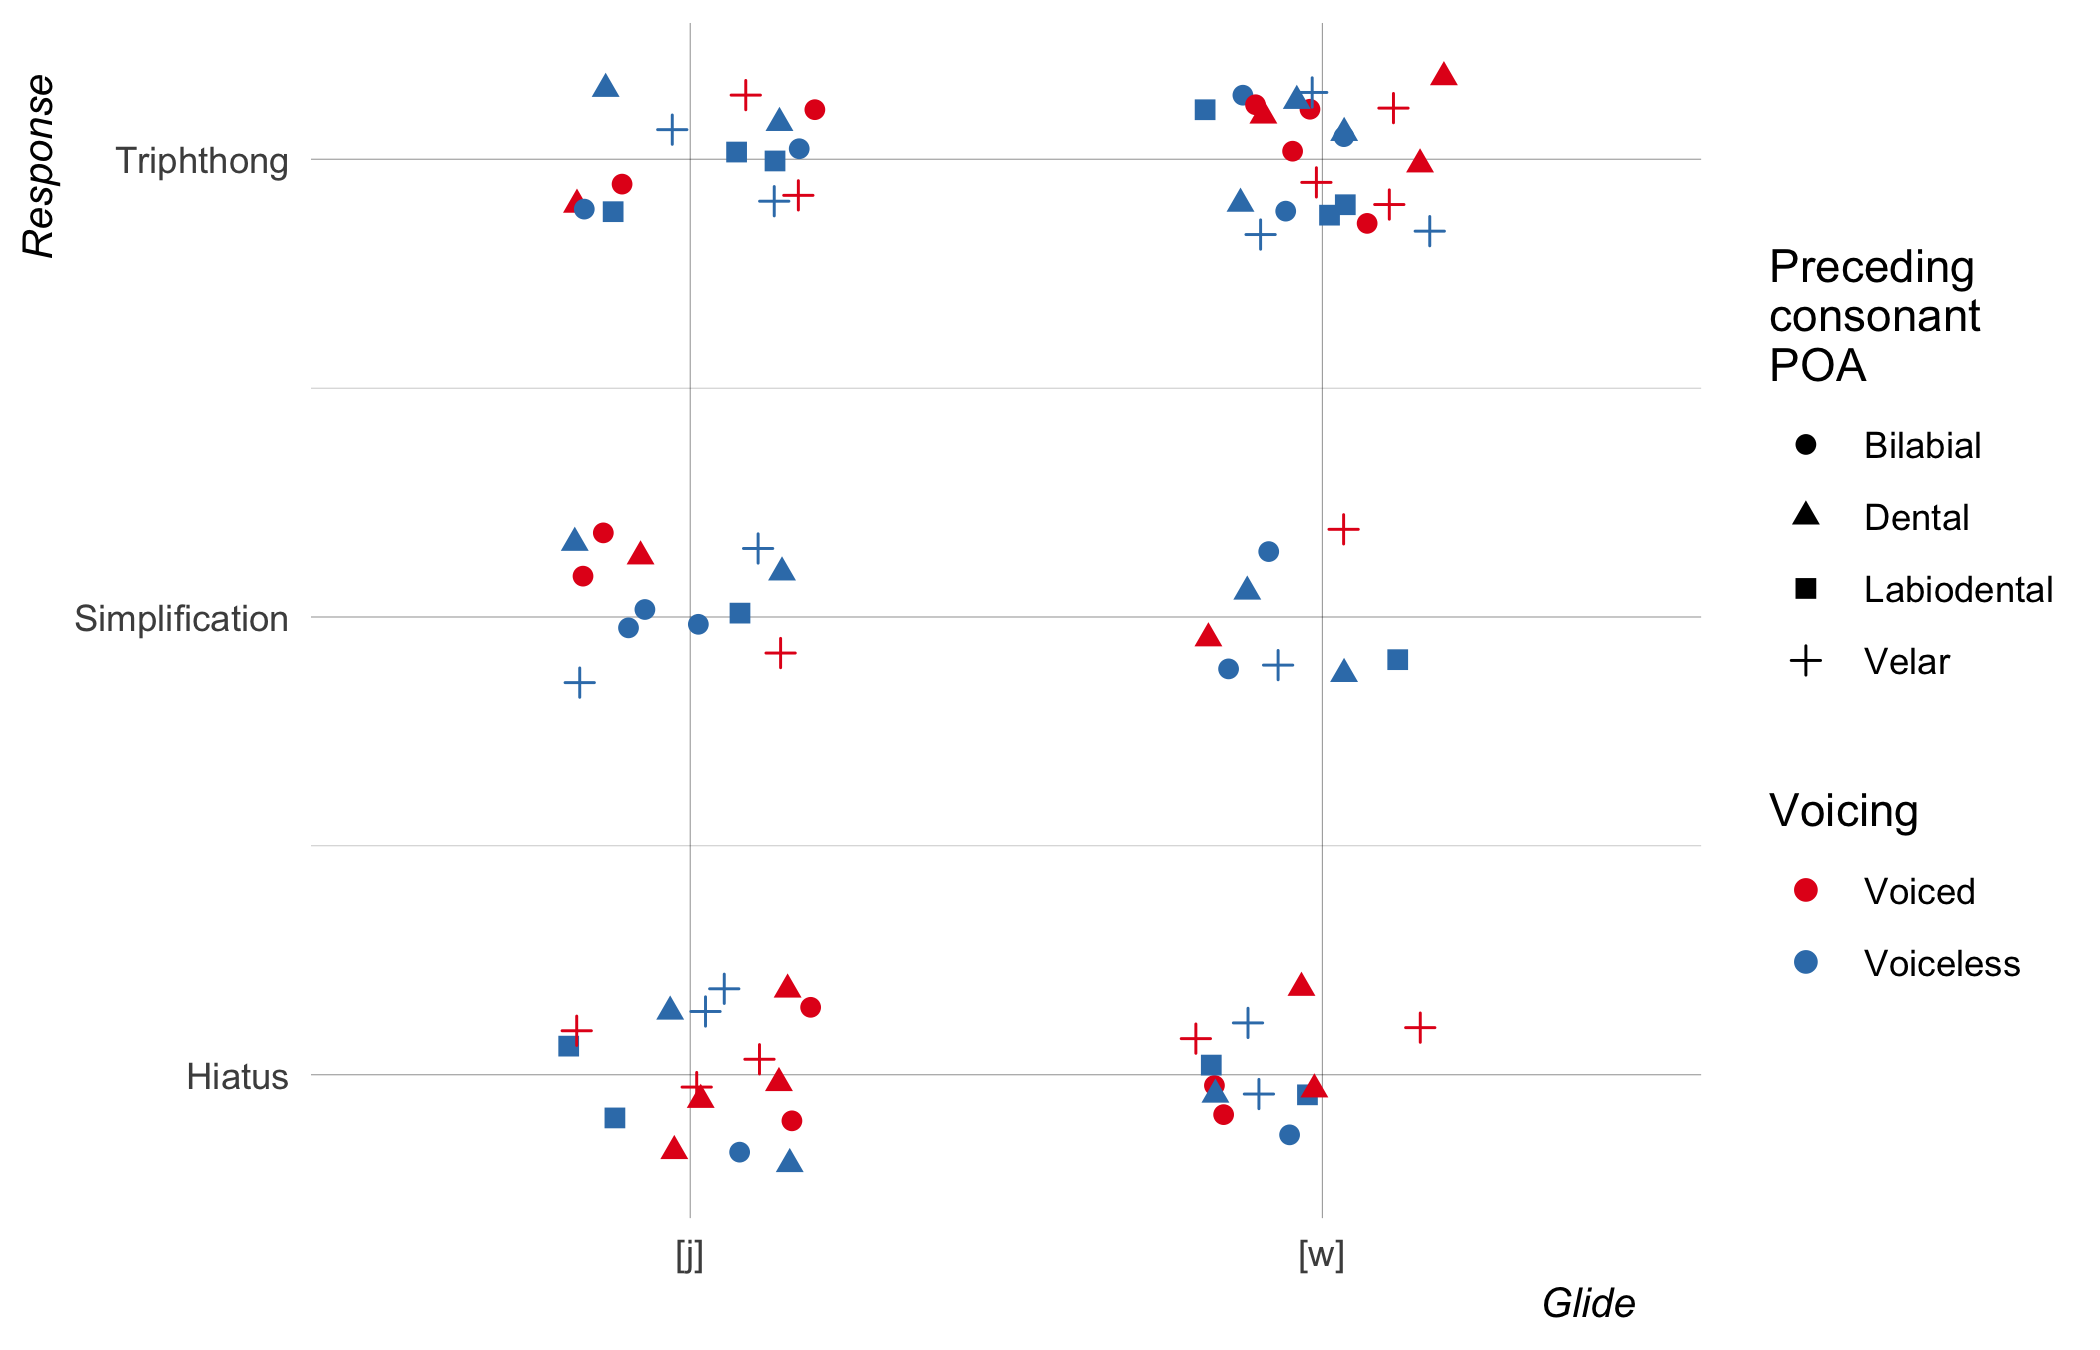 Response
Triphthong
Simplification
Hiatus
[j]
[w]
Glide
Preceding
consonant
POA
Bilabial
Dental
Labiodental
Velar
Voicing
Voiced
Voiceless